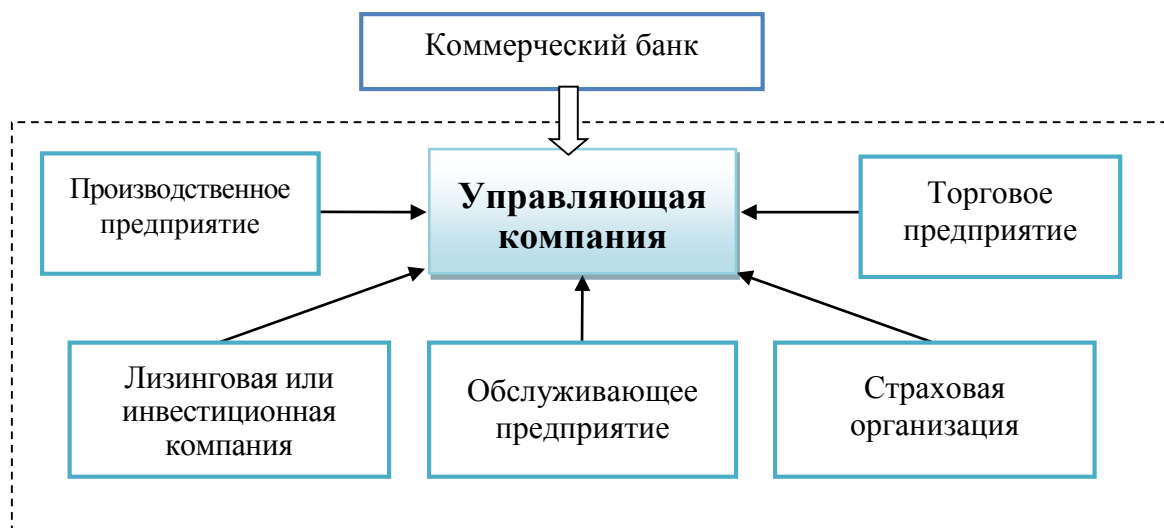 Коммерческий банк
Производственное
предприятие
Управляющая
компания
Торговое
предприятие
Лизинговая или
инвестиционная
компания
Обслуживающее
предприятие
Страховая
организация